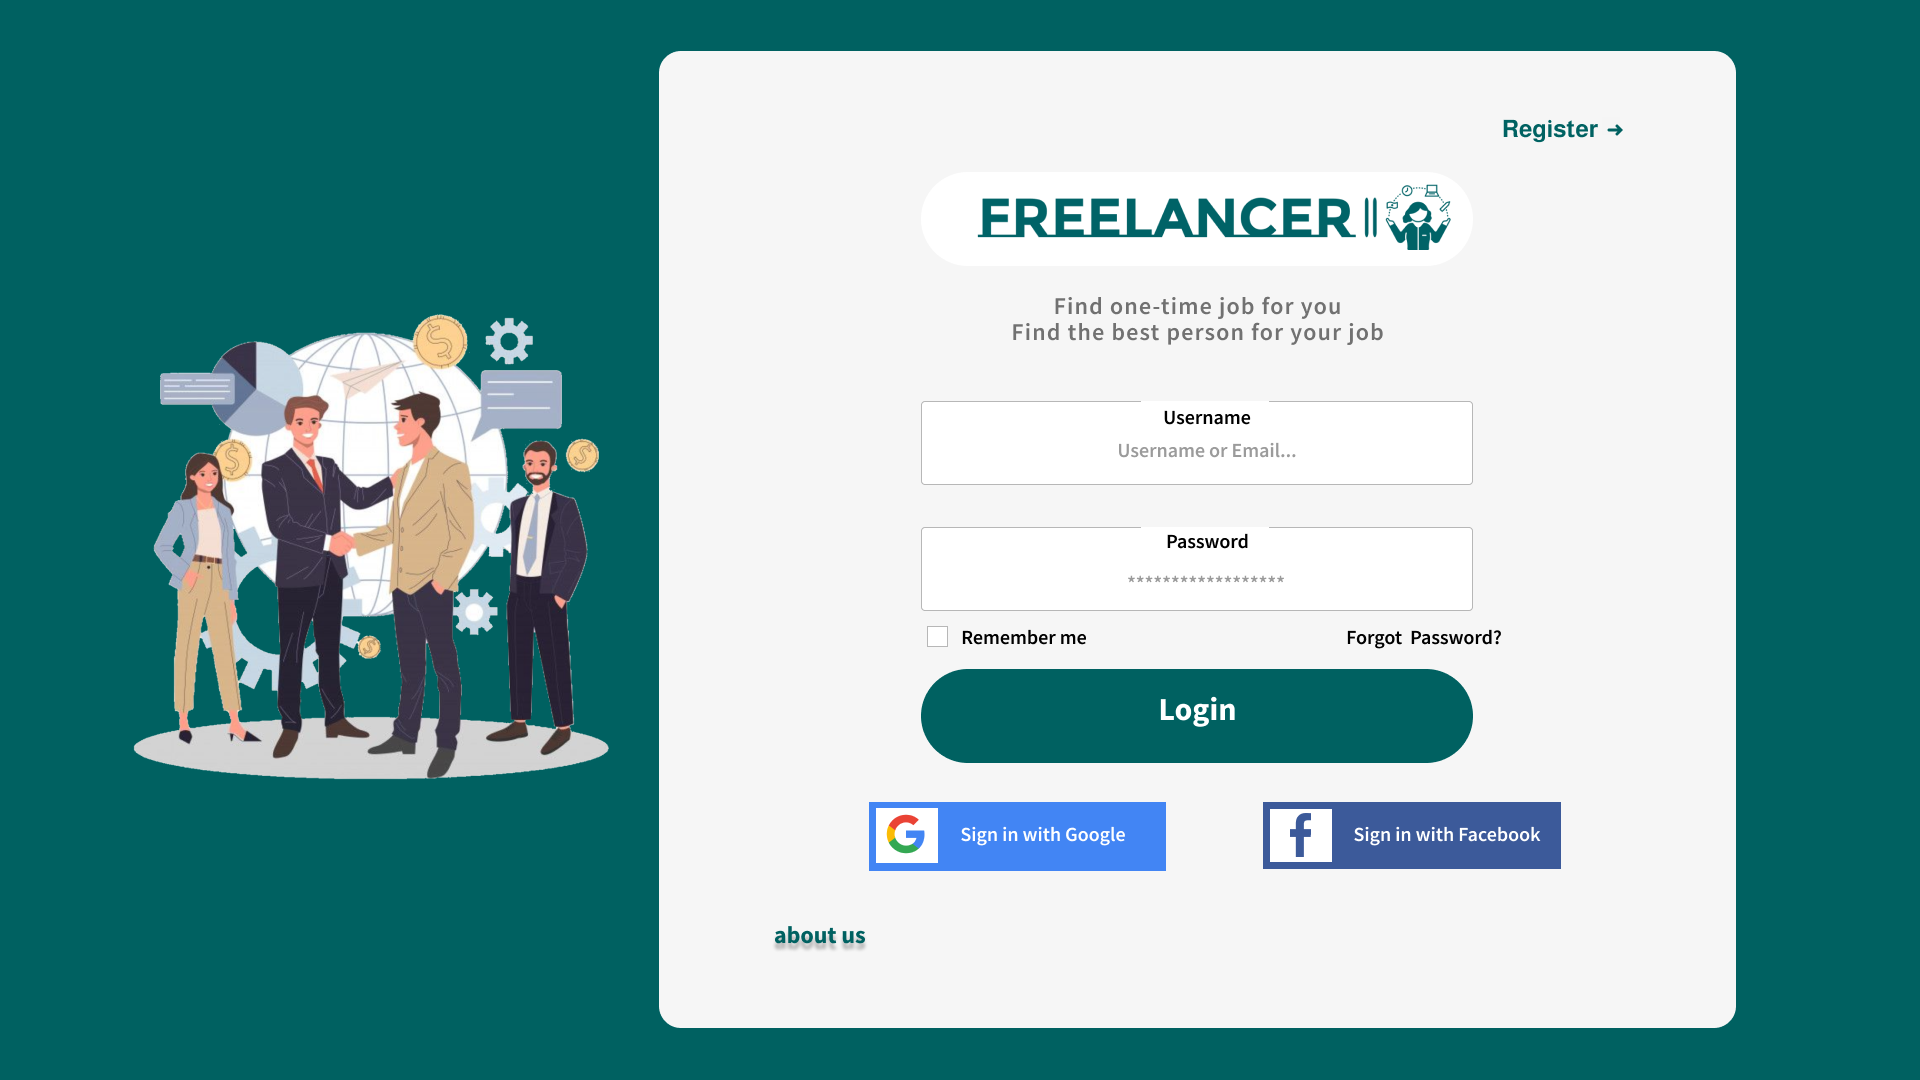 Register →
FREELANCER
Find one-time job for you
Find the best person for your job
Username
Username or Email...
Password
******************
Remember me
Forgot Password?
Login
Sign in with Google
Sign in with Facebook
about us